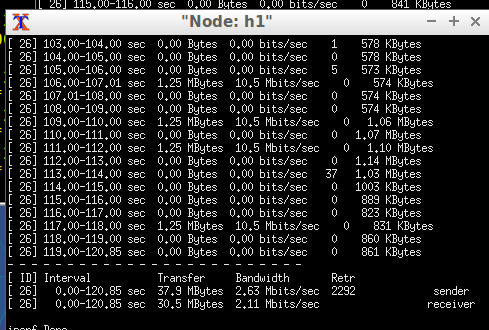 [ 26] 115.00-116.00 sec 0.00 Bytes 0.00 bits/sec 0 841 KBytes
"Node: h1"
[ 26] 103.00-104.00 sec 0.00 Bytes 0.00 bits/sec 1 578 KBytes
[ 26] 104.00-105.00 sec 0.00 Bytes 0.00 bits/sec 0 578 KBytes
[ 26] 105.00-106.00 sec 0.00 Bytes 0.00 bits/sec 5 573 KBytes
[ 26] 106.00-107.01 sec 1.25 MBytes 10.5 Mbits/sec 0 574 KBytes
[ 26] 107.01-108.00 sec 0.00 Bytes 0.00 bits/sec 0 574 KBytes
[ 26] 108.00-109.00 sec 0.00 Bytes 0.00 bits/sec 0 574 KBytes
[ 26] 109.00-110.00 sec 1.25 MBytes 10.5 Mbits/sec 0 1.06 MBytes
[ 26] 110.00-111.00 sec 0.00 Bytes 0.00 bits/sec 0 1.07 MBytes
[ 26] 111.00-112.00 sec 1.25 MBytes 10.5 Mbits/sec 0 1.10 MBytes
[ 26] 112.00-113.00 sec 0.00 Bytes 0.00 bits/sec 0 1.14 MBytes
[ 26] 113.00-114.00 sec 0.00 Bytes 0.00 bits/sec 37 1.03 MBytes
[ 26] 114.00-115.00 sec 0.00 Bytes 0.00 bits/sec 0 1003 KBytes
[ 26] 115.00-116.00 sec 0.00 Bytes 0.00 bits/sec 0 889 KBytes
[ 26] 116.00-117.00 sec 0.00 Bytes 0.00 bits/sec 0 823 KBytes
[ 26] 117.00-118.00 sec 1.25 MBytes 10.5 Mbits/sec 0 831 KBytes
[ 26] 118.00-119.00 sec 0.00 Bytes 0.00 bits/sec 0 860 KBytes
[ 26] 119.00-120.85 sec 0.00 Bytes 0.00 bits/sec 0 861 KBytes
- - - - - - - - - - - - - - - - - - - - - - - - -
[ ID] Interval Transfer Bandwidth Retr
[ 26] 0.00-120.85 sec 37.9 MBytes 2.63 Mbits/sec 2292 sender
[ 26] 0.00-120.85 sec 30.5 MBytes 2.11 Mbits/sec receiver
iperf Done.